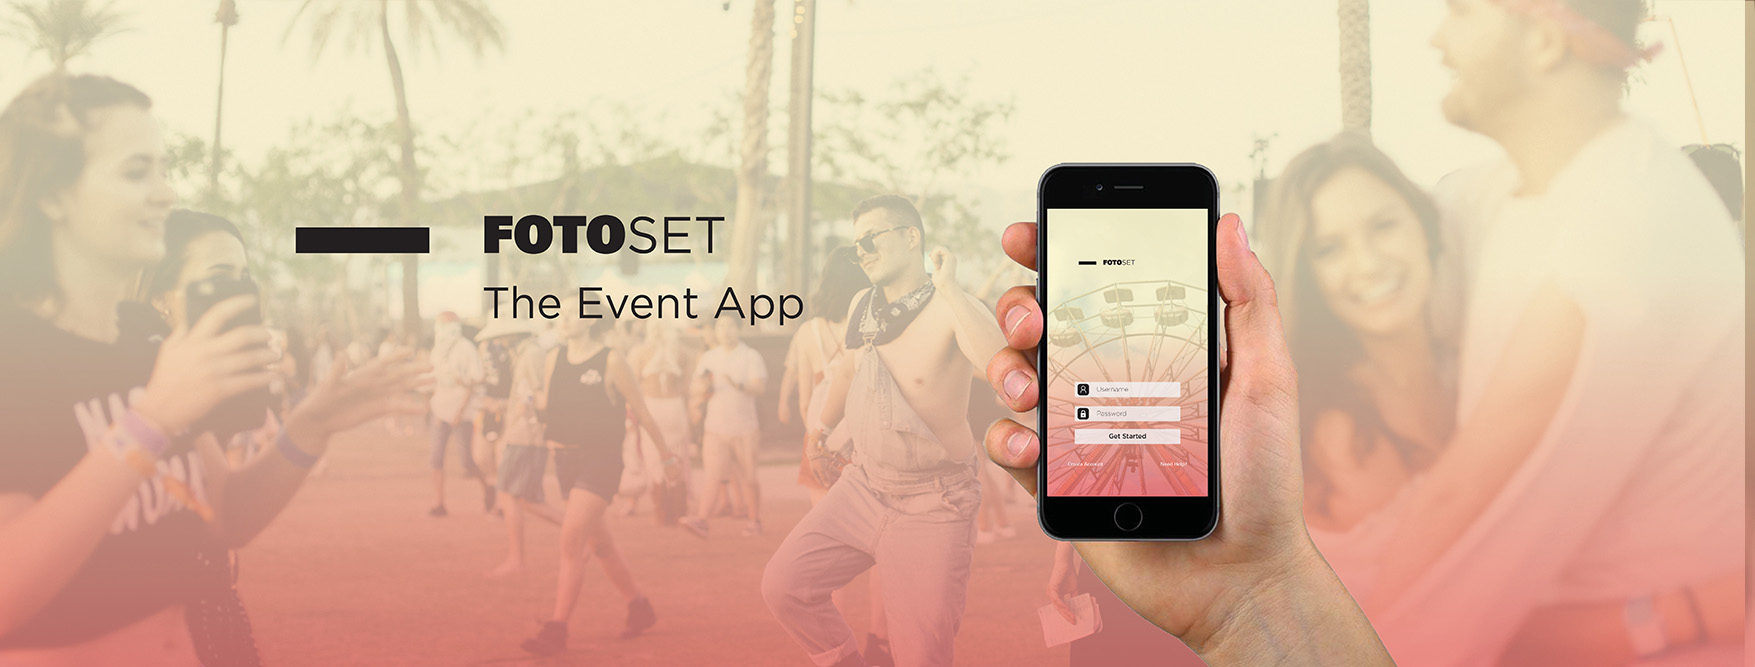 FOTOSET
The Event App
FOTOSET
Username
Password
Get Started
Create Account
Need Help?